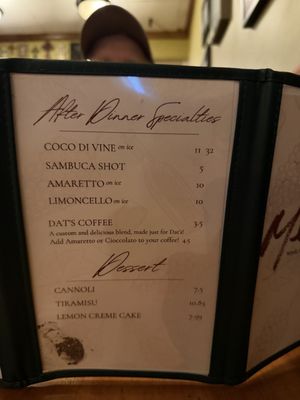 After Dinner Specialties
COCO DI VINE on ice 11 32
SAMBUCA SHOT 5
AMARETTO on ice 10
LIMONCELLO on ice 10
DAT'S COFFEE 3.5
A custom and delicious blend, made just for Dat's!
Add Amaretto or Cioccolato to your coffee! 4.5
Dessert
CANNOLI 7.5
TIRAMISU 10.85
LEMON CREME CAKE 7.99